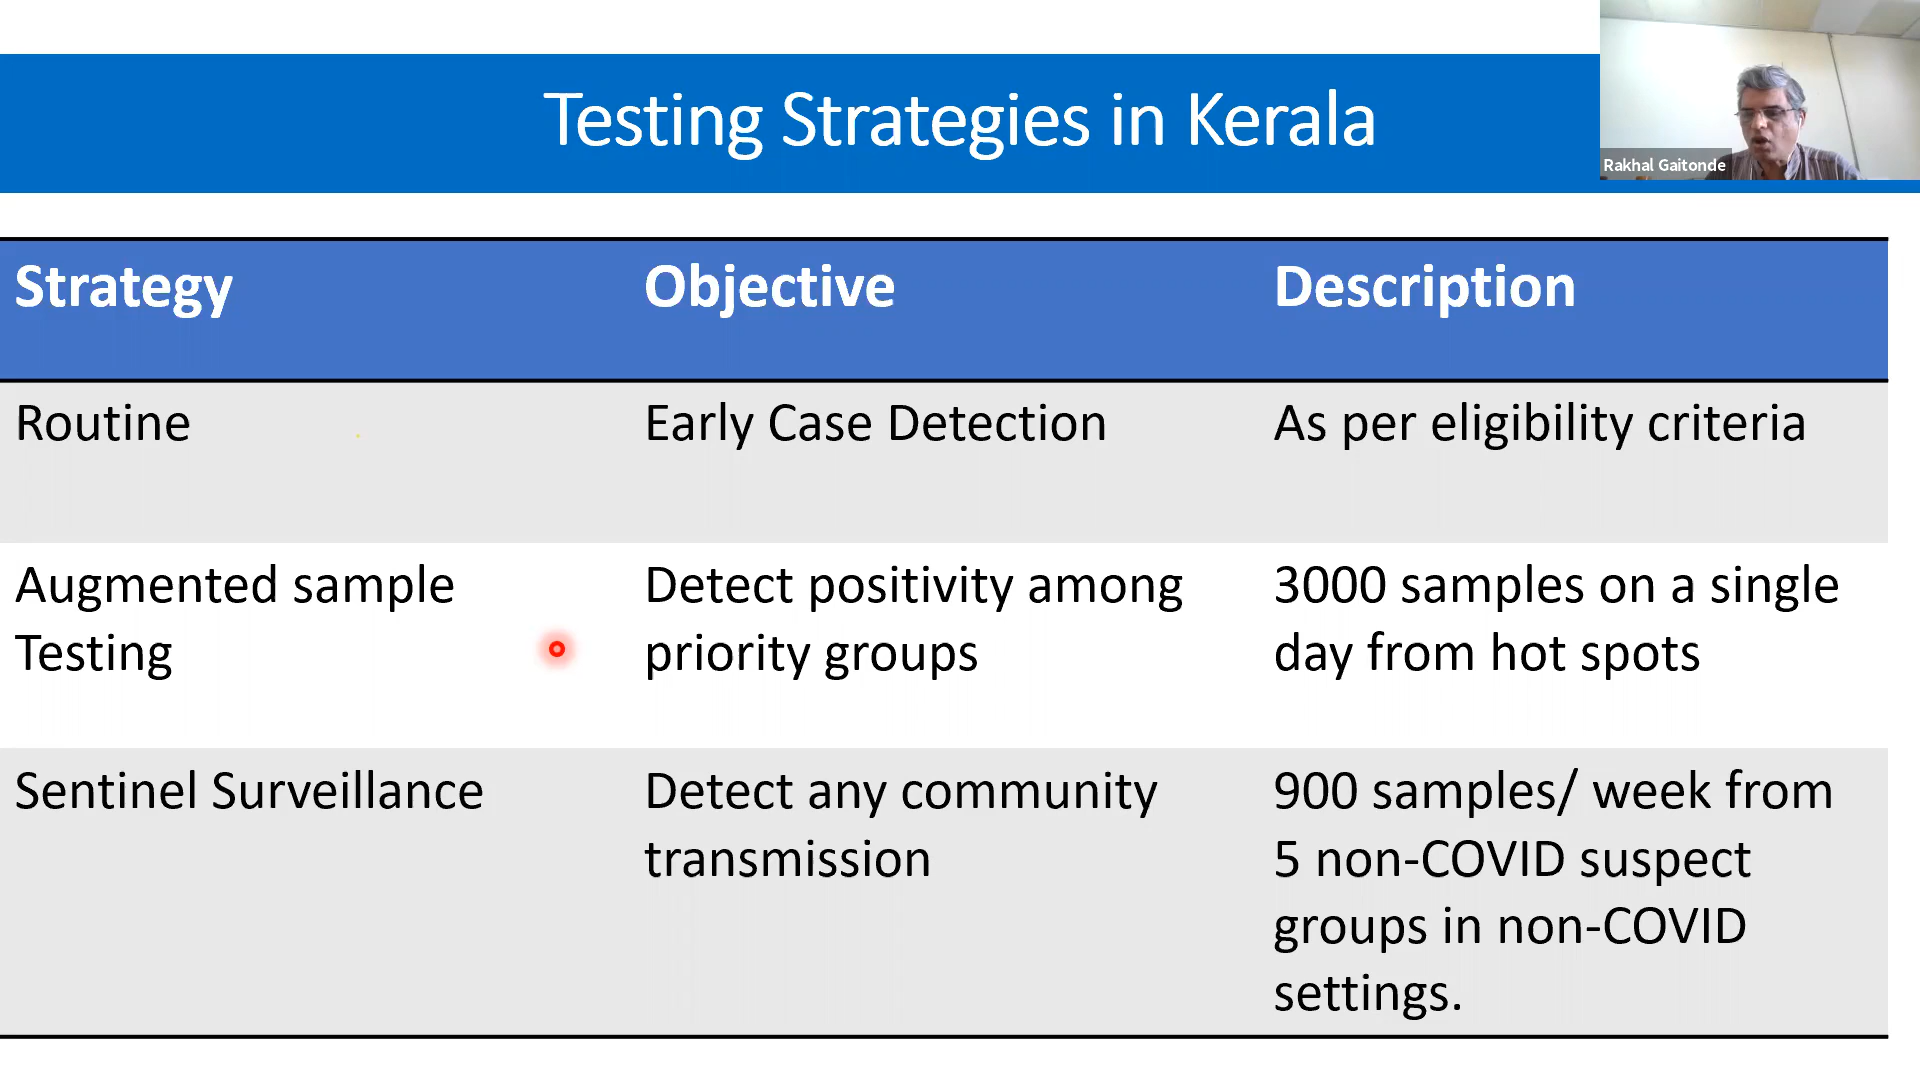 Testing Strategies in Kerala
Rakhal Gaitonde
Strategy
Objective
Description
Routine
Early Case Detection
As per eligibility criteria
Augmented sample
Testing
Detect positivity among
priority groups
3000 samples on a single
day from hot spots
Sentinel Surveillance
Detect any community
transmission
900 samples/ week from
5 non-COVID suspect
groups in non-COVID
settings.